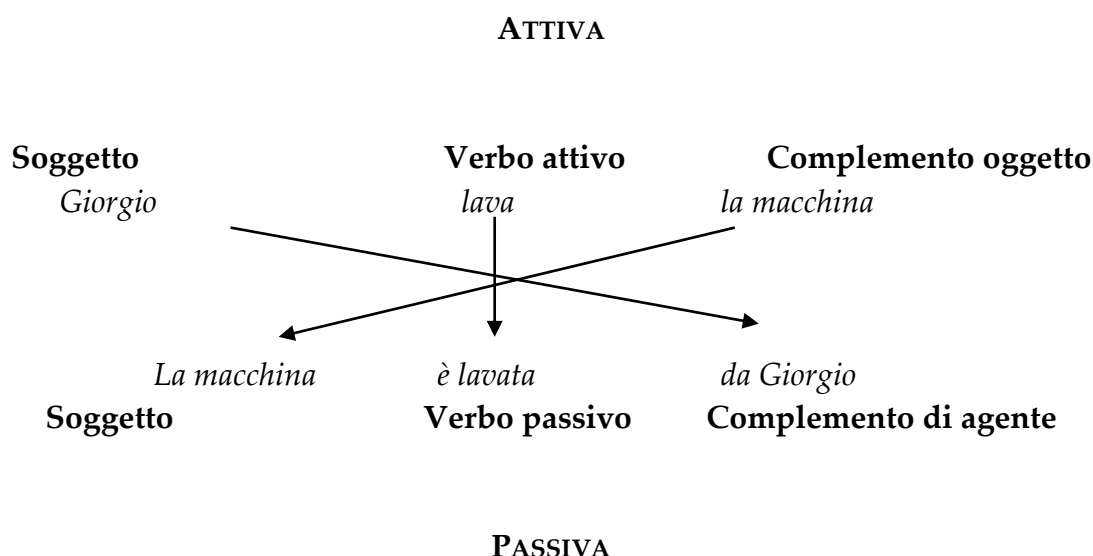 ATTIVA
Soggetto Verbo attivo Complemento oggetto
Giorgio lava la macchina
La macchina è lavata da Giorgio
Soggetto Verbo passivo Complemento di agente
PASSIVA